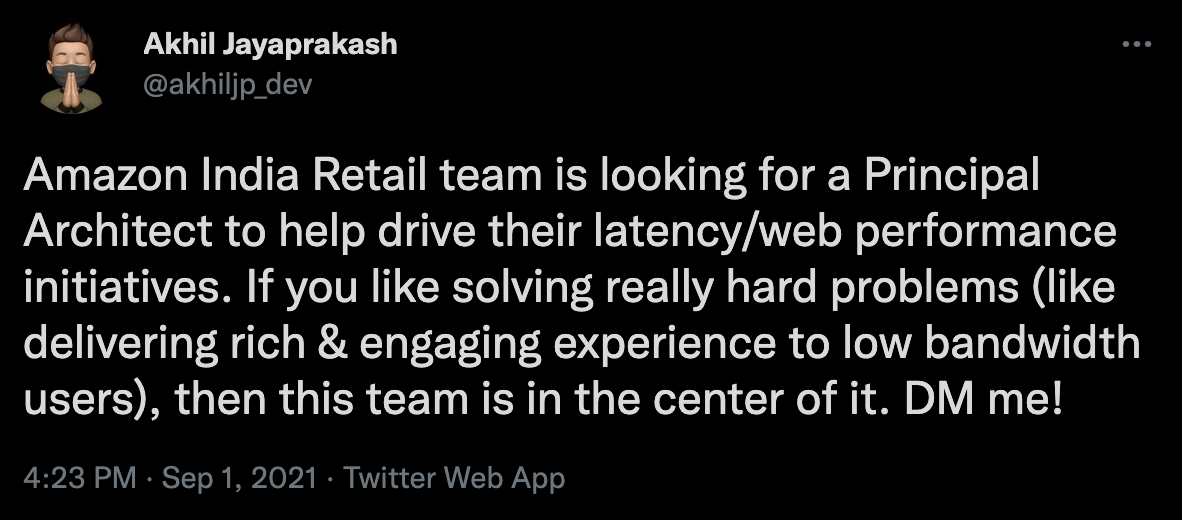 Akhil Jayaprakash
@akhiljp_dev
Amazon India Retail team is looking for a Principal
Architect to help drive their latency/web performance
initiatives. If you like solving really hard problems (like
delivering rich & engaging experience to low bandwidth
users), then this team is in the center of it. DM me!
4:23 PM · Sep 1, 2021 · Twitter Web App